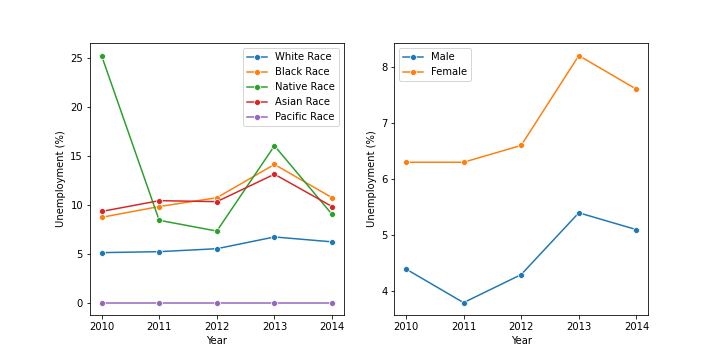 25
20
15
10
5
0
Unemployment (%)
2010 2011 2012 2013 2014
Year
White Race
Black Race
Native Race
Asian Race
Pacific Race
8
7
6
5
4
Unemployment (%)
2010 2011 2012 2013 2014
Year
Male
Female